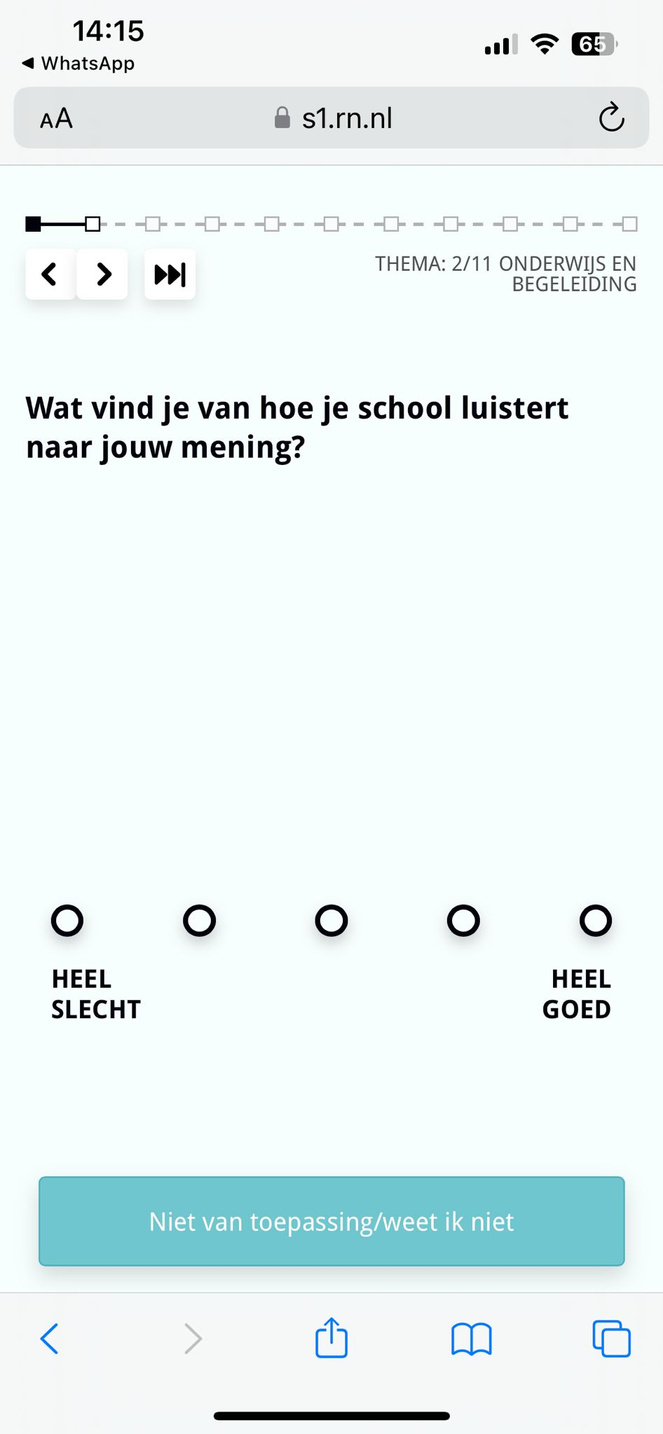 14:15
65
◀ WhatsApp
AA
s1.rn.nl
THEMA: 2/11 ONDERWIJS EN
BEGELEIDING
Wat vind je van hoe je school luistert
naar jouw mening?
HEEL
SLECHT
HEEL
GOED
Niet van toepassing/weet ik niet